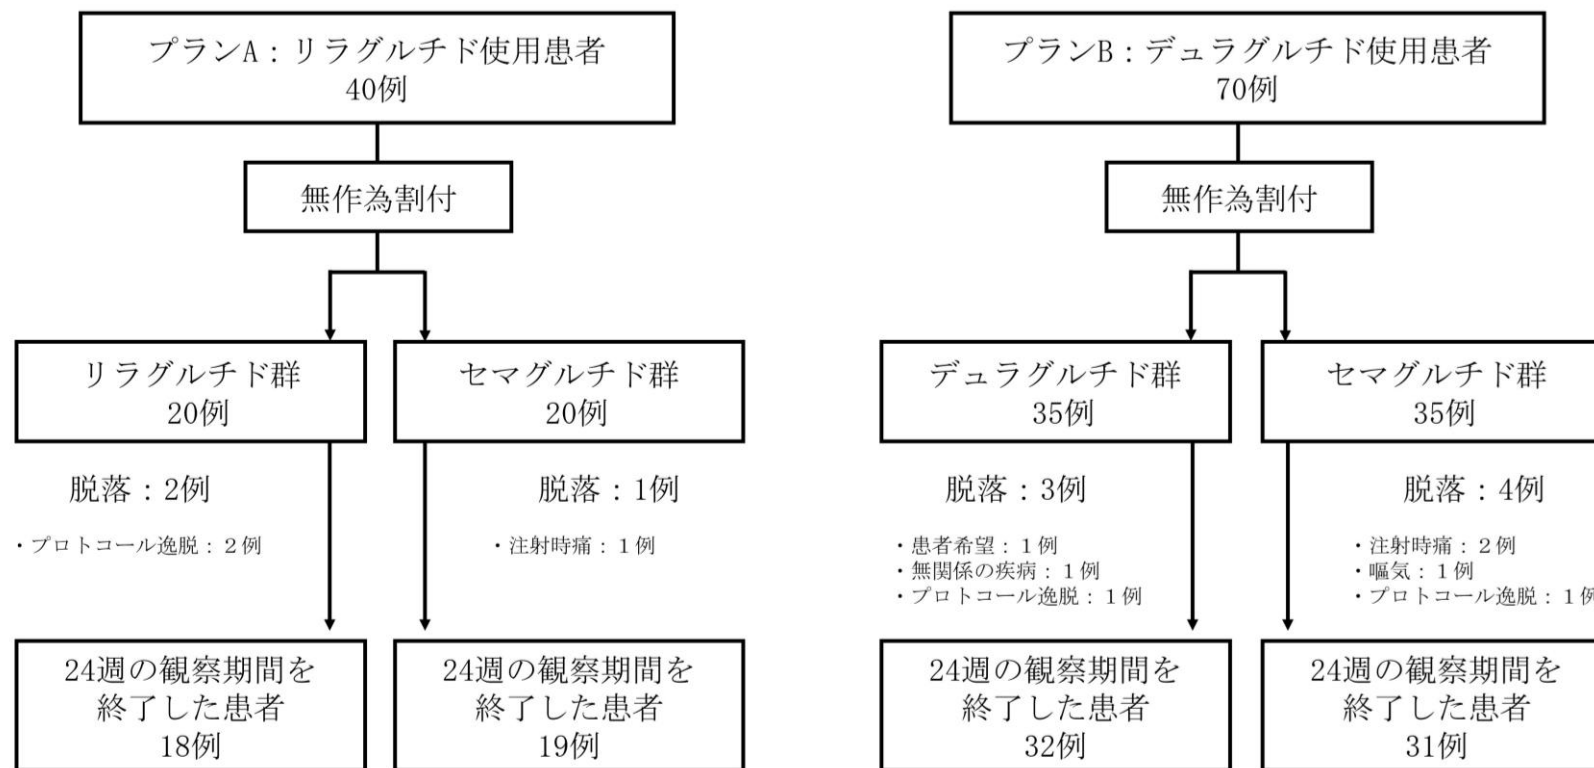 プランA：リラグルチド使用患者
40例
無作為割付
リラグルチド群
20例
セマグルチド群
20例
脱落：2例
・プロトコール逸脱：２例
脱落：1例
・注射時痛：１例
24週の観察期間を
終了した患者
18例
24週の観察期間を
終了した患者
19例
プランB：デュラグルチド使用患者
70例
無作為割付
デュラグルチド群
35例
セマグルチド群
35例
脱落：3例
・患者希望：１例
・無関係の疾病：１例
・プロトコール逸脱：１例
脱落：4例
・注射時痛：２例
・嘔気：１例
・プロトコール逸脱：１例
24週の観察期間を
終了した患者
32例
24週の観察期間を
終了した患者
31例